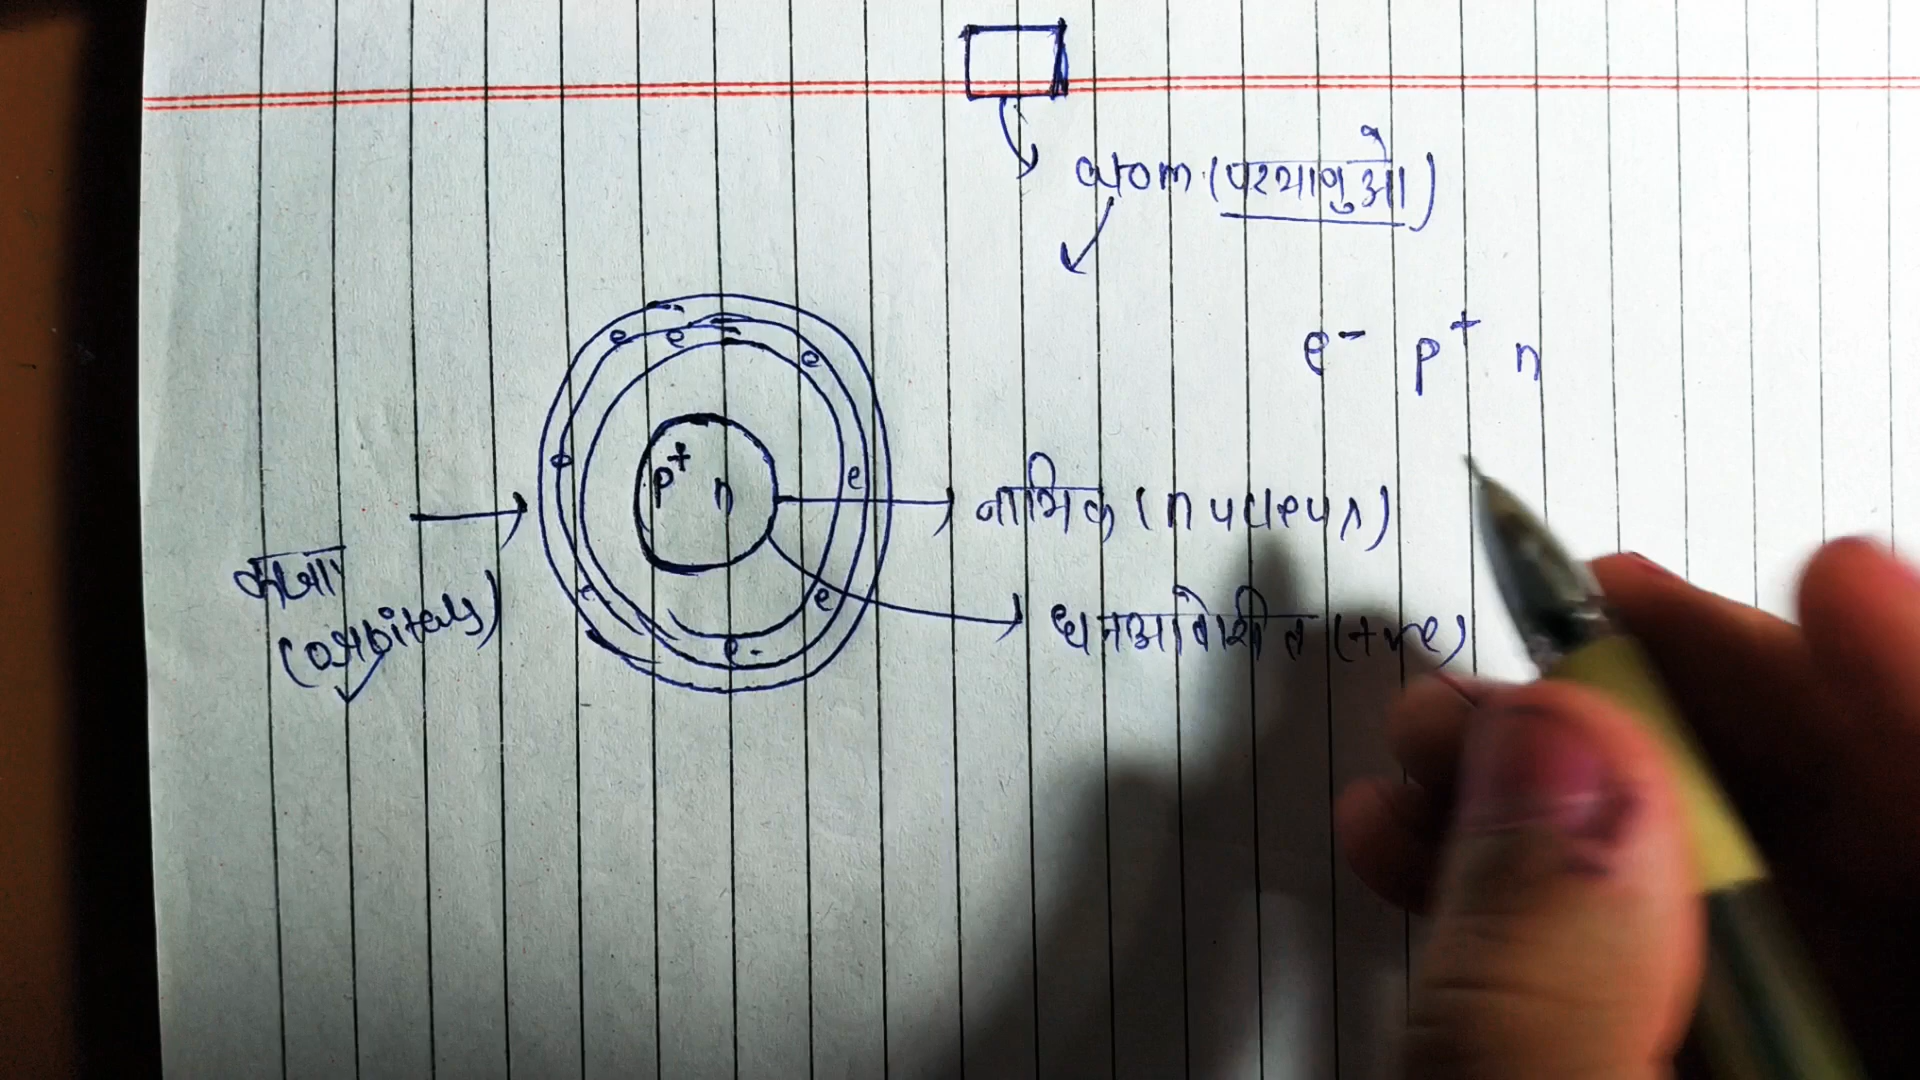 atom (परमाणुओ)
e⁻ p⁺ n
e e e
p⁺ n
e e
नाभिक (nucleus)
कक्षा
(orbitals)
e e
धनआवेशीत (+ve)
e-